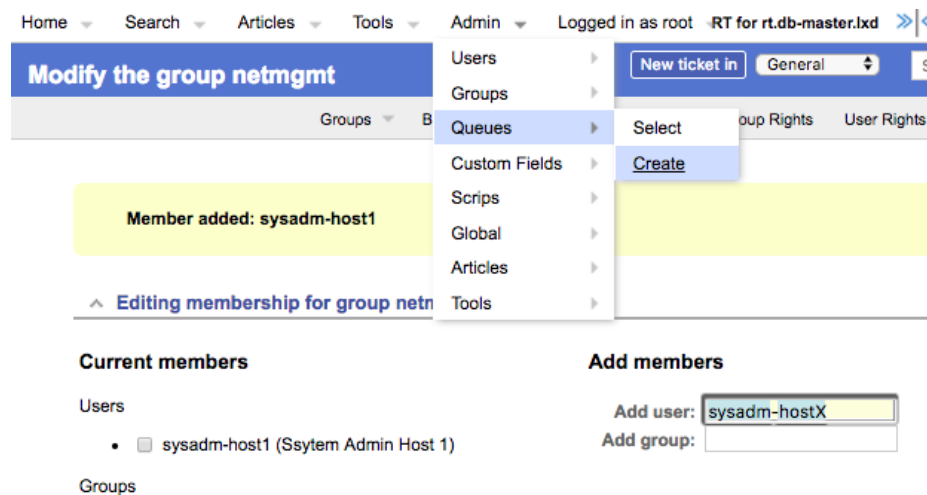 Home Search Articles Tools Admin Logged in as root RT for rt.db-master.lxd
Modify the group netmgmt
New ticket in General
Groups
oup Rights User Rights
Users
Groups
Queues
Custom Fields
Scrips
Global
Articles
Tools
Select
Create
Member added: sysadm-host1
Editing membership for group netm
Current members
Users
• sysadm-host1 (Ssytem Admin Host 1)
Groups
Add members
Add user: sysadm-hostX
Add group: